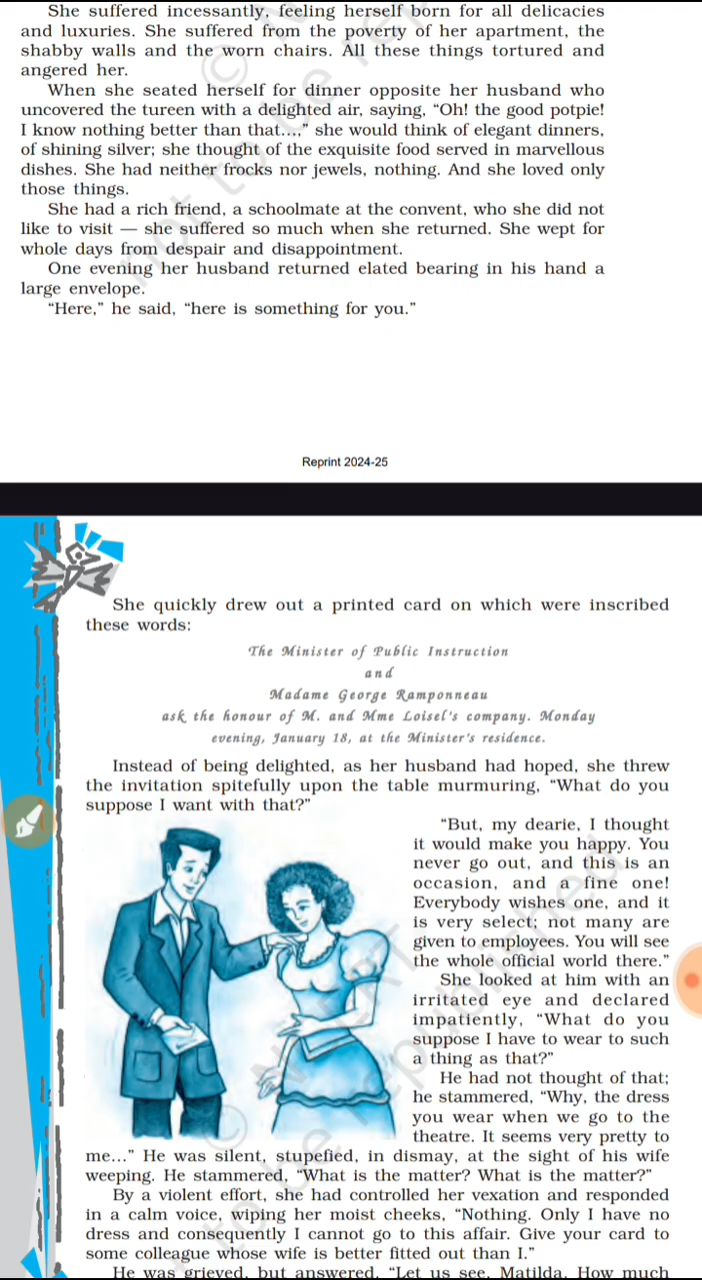 She suffered incessantly, feeling herself born for all delicacies
and luxuries. She suffered from the poverty of her apartment, the
shabby walls and the worn chairs. All these things tortured and
angered her.
When she seated herself for dinner opposite her husband who
uncovered the tureen with a delighted air, saying, “Oh! the good potpie!
I know nothing better than that...,” she would think of elegant dinners,
of shining silver; she thought of the exquisite food served in marvellous
dishes. She had neither frocks nor jewels, nothing. And she loved only
those things.
She had a rich friend, a schoolmate at the convent, who she did not
like to visit — she suffered so much when she returned. She wept for
whole days from despair and disappointment.
One evening her husband returned elated bearing in his hand a
large envelope.
“Here,” he said, “here is something for you.”
Reprint 2024-25
She quickly drew out a printed card on which were inscribed
these words:
The Minister of Public Instruction
and
Madame George Ramponneau
ask the honour of M. and Mme Loisel's company. Monday
evening, January 18, at the Minister's residence.
Instead of being delighted, as her husband had hoped, she threw
the invitation spitefully upon the table murmuring, “What do you
suppose I want with that?”
“But, my dearie, I thought
it would make you happy. You
never go out, and this is an
occasion, and a fine one!
Everybody wishes one, and it
is very select; not many are
given to employees. You will see
the whole official world there.”
She looked at him with an
irritated eye and declared
impatiently, “What do you
suppose I have to wear to such
a thing as that?”
He had not thought of that;
he stammered, “Why, the dress
you wear when we go to the
theatre. It seems very pretty to
me...” He was silent, stupefied, in dismay, at the sight of his wife
weeping. He stammered, “What is the matter? What is the matter?”
By a violent effort, she had controlled her vexation and responded
in a calm voice, wiping her moist cheeks, “Nothing. Only I have no
dress and consequently I cannot go to this affair. Give your card to
some colleague whose wife is better fitted out than I.”
He was grieved, but answered, “Let us see, Matilda. How much